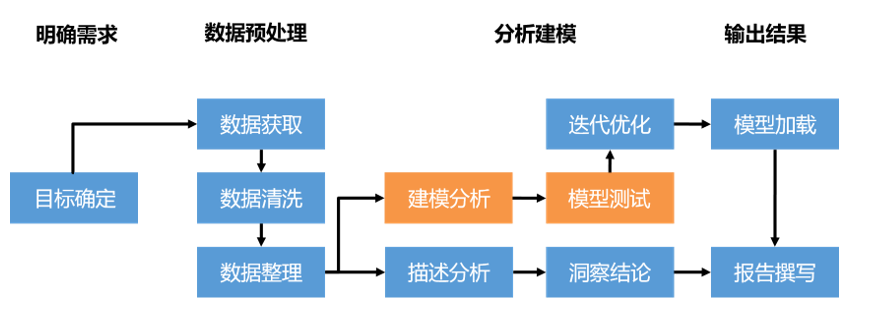 明确需求
数据预处理
分析建模
输出结果
数据获取
迭代优化
模型加载
目标确定
数据清洗
建模分析
模型测试
数据整理
描述分析
洞察结论
报告撰写